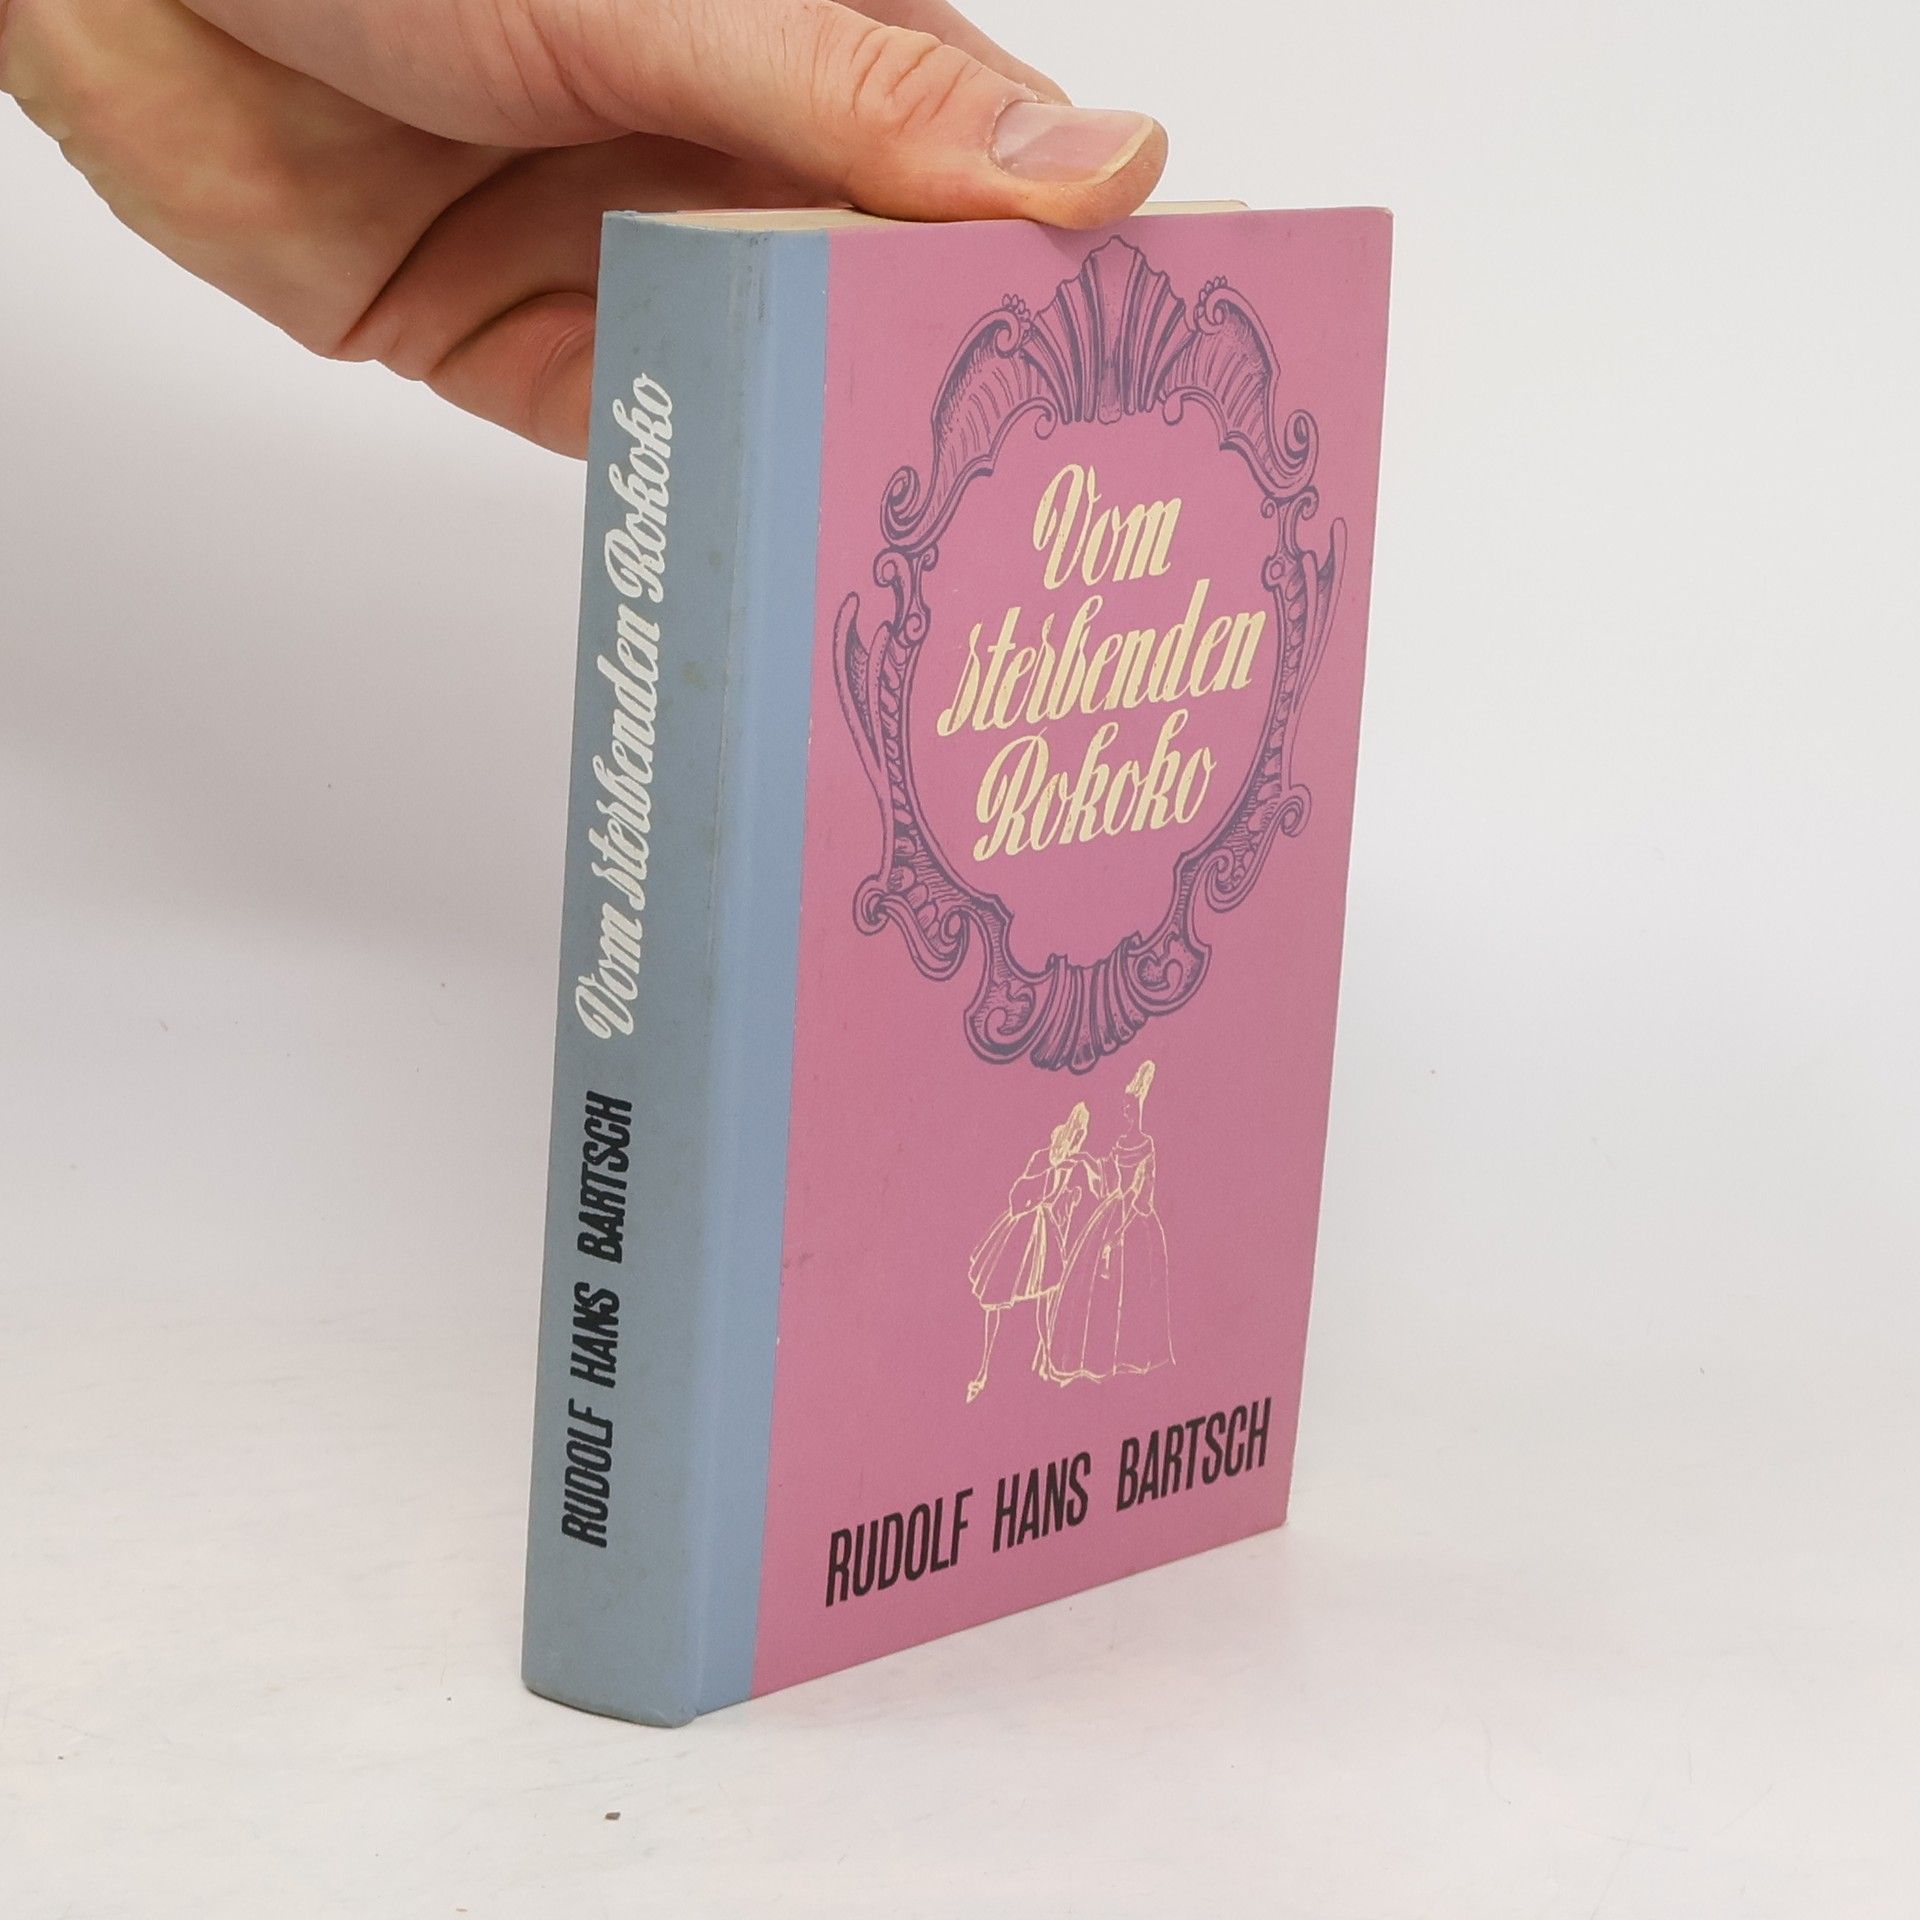 RUDOLF HANS BARTSCH Vom sterbenden Rokoko
Vom
sterbenden
Rokoko
RUDOLF HANS BARTSCH